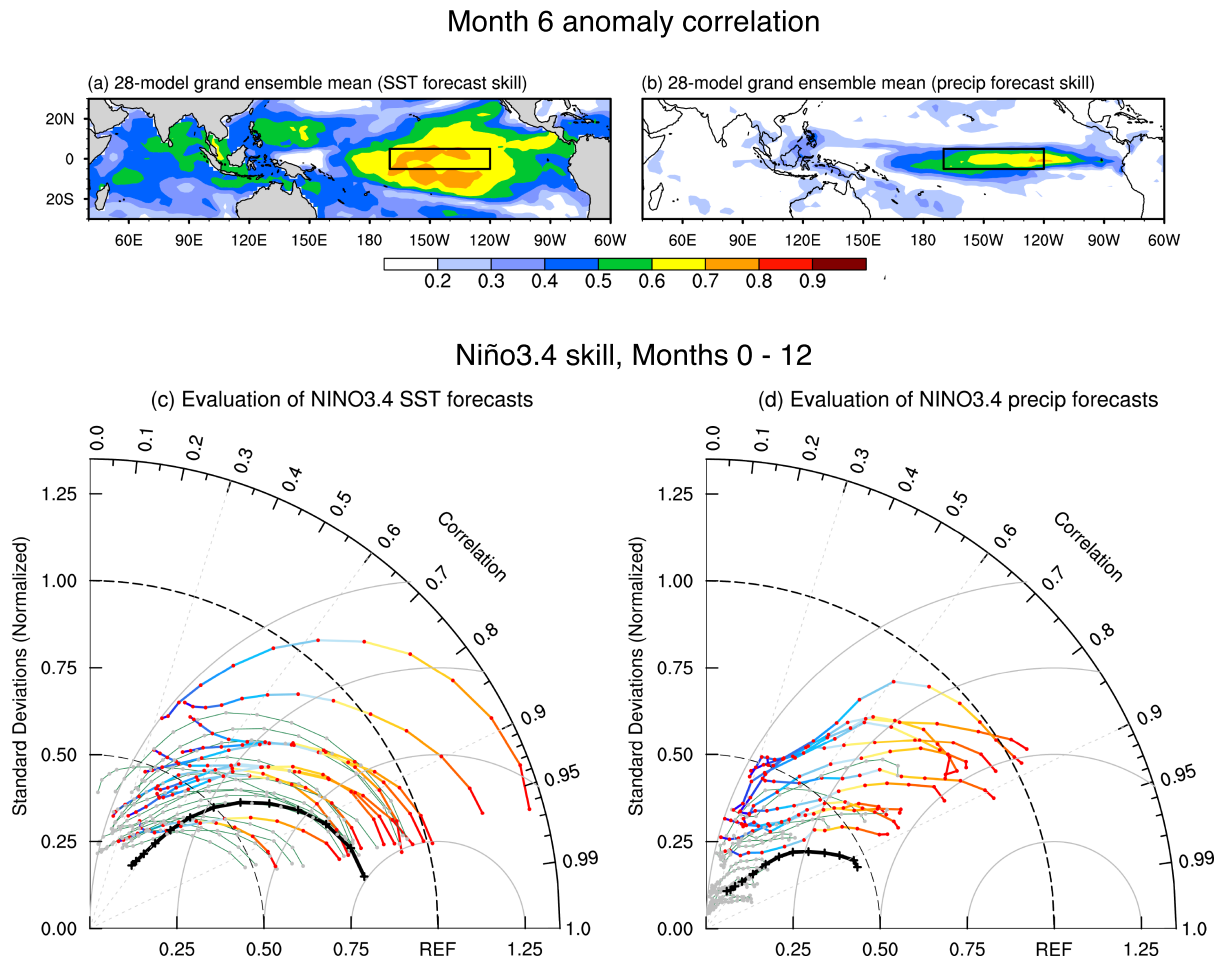 Month 6 anomaly correlation
(a) 28-model grand ensemble mean (SST forecast skill)
(b) 28-model grand ensemble mean (precip forecast skill)
20N
0
20S
60E 90E 120E 150E 180 150W 120W 90W 60W
60E 90E 120E 150E 180 150W 120W 90W 60W
0.2 0.3 0.4 0.5 0.6 0.7 0.8 0.9
Niño3.4 skill, Months 0 - 12
(c) Evaluation of NINO3.4 SST forecasts
0.0 0.1 0.2 0.3 0.4 0.5 0.6 0.7 0.8 0.9 0.95 0.99 1.0
Correlation
Standard Deviations (Normalized)
1.25
1.00
0.75
0.50
0.25
0.00
0.25 0.50 0.75 REF 1.25
(d) Evaluation of NINO3.4 precip forecasts
0.0 0.1 0.2 0.3 0.4 0.5 0.6 0.7 0.8 0.9 0.95 0.99 1.0
Correlation
Standard Deviations (Normalized)
1.25
1.00
0.75
0.50
0.25
0.00
0.25 0.50 0.75 REF 1.25